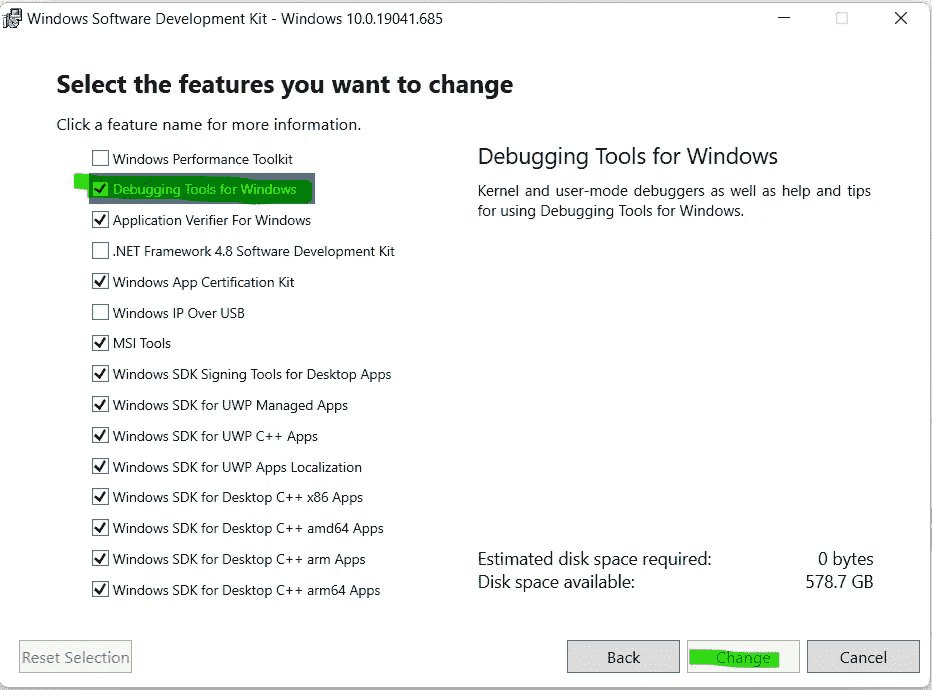 Windows Software Development Kit - Windows 10.0.19041.685
Select the features you want to change
Click a feature name for more information.
Windows Performance Toolkit
Debugging Tools for Windows
Application Verifier For Windows
.NET Framework 4.8 Software Development Kit
Windows App Certification Kit
Windows IP Over USB
MSI Tools
Windows SDK Signing Tools for Desktop Apps
Windows SDK for UWP Managed Apps
Windows SDK for UWP C++ Apps
Windows SDK for UWP Apps Localization
Windows SDK for Desktop C++ x86 Apps
Windows SDK for Desktop C++ amd64 Apps
Windows SDK for Desktop C++ arm Apps
Windows SDK for Desktop C++ arm64 Apps
Debugging Tools for Windows
Kernel and user-mode debuggers as well as help and tips
for using Debugging Tools for Windows.
Estimated disk space required: 0 bytes
Disk space available: 578.7 GB
Reset Selection Back Change Cancel